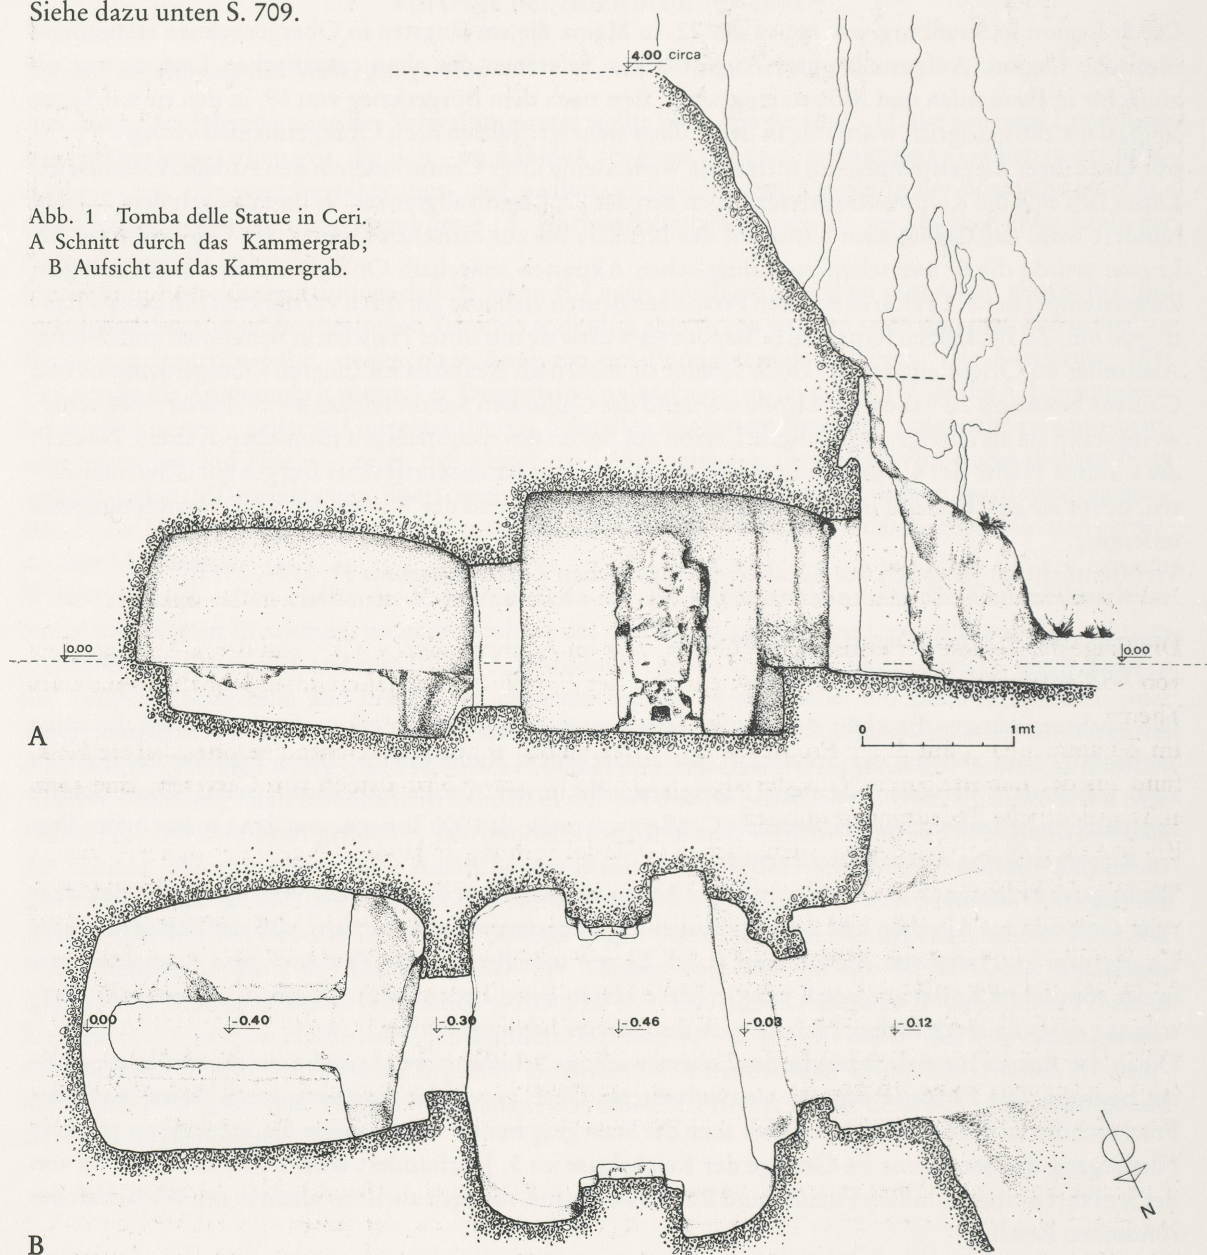 Siehe dazu unten S. 709.
4.00 circa
Abb. 1 Tomba delle Statue in Ceri.
A Schnitt durch das Kammergrab;
B Aufsicht auf das Kammergrab.
0.00
0.00
A
0
1 mt
0.00
-0.40
-0.30
-0.46
-0.03
-0.12
N
B